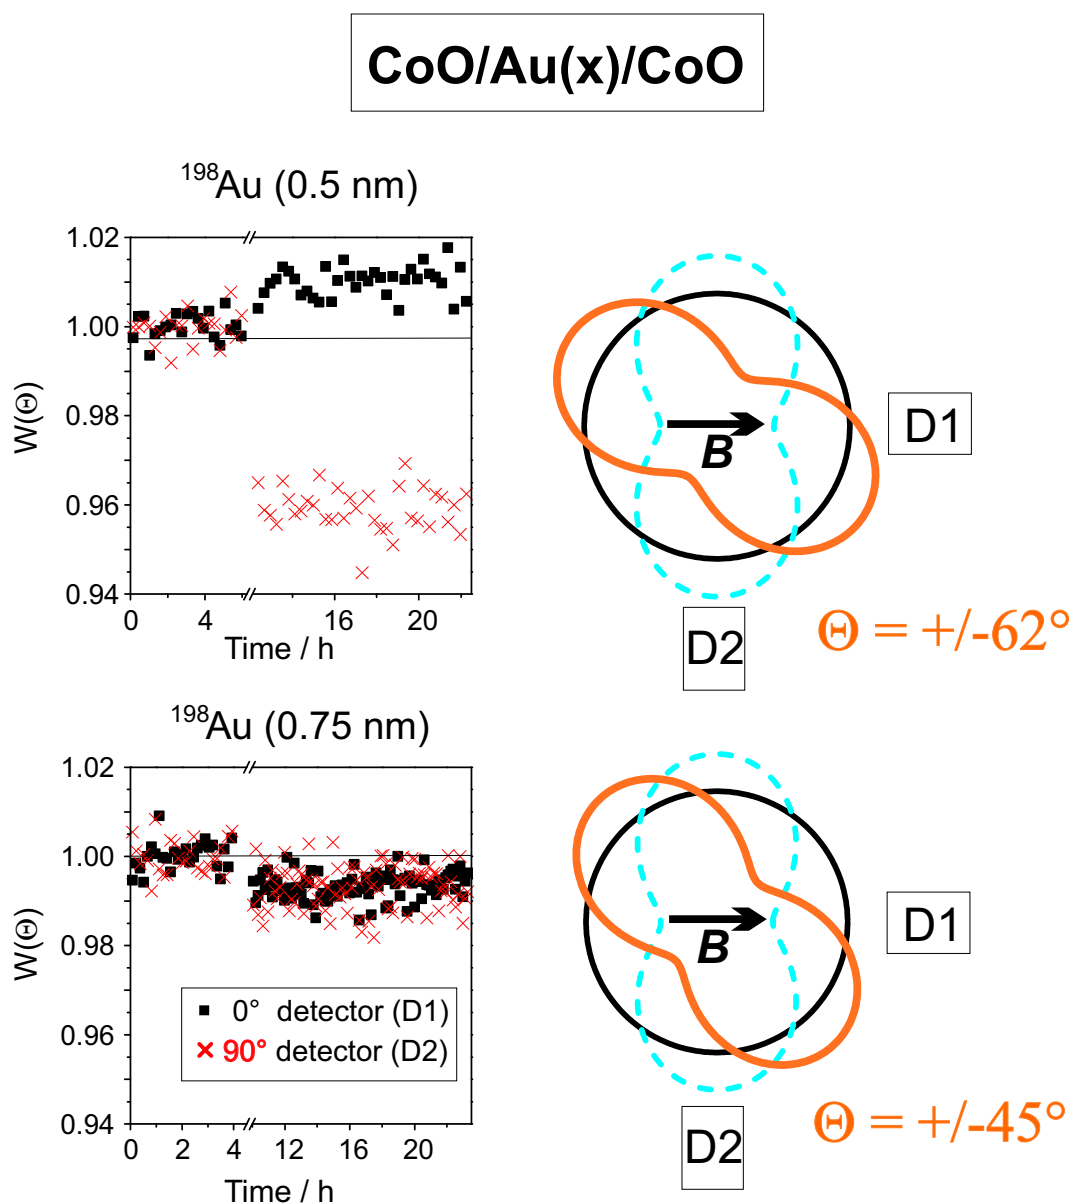 CoO/Au(x)/CoO
¹⁹⁸Au (0.5 nm)
1.02
1.00
0.98
0.96
0.94
W(Θ)
0 4 16 20
Time / h
B
D1
D2
Θ = +/-62°
¹⁹⁸Au (0.75 nm)
1.02
1.00
0.98
0.96
0.94
W(Θ)
0° detector (D1)
90° detector (D2)
0 2 4 12 16 20
Time / h
B
D1
D2
Θ = +/-45°